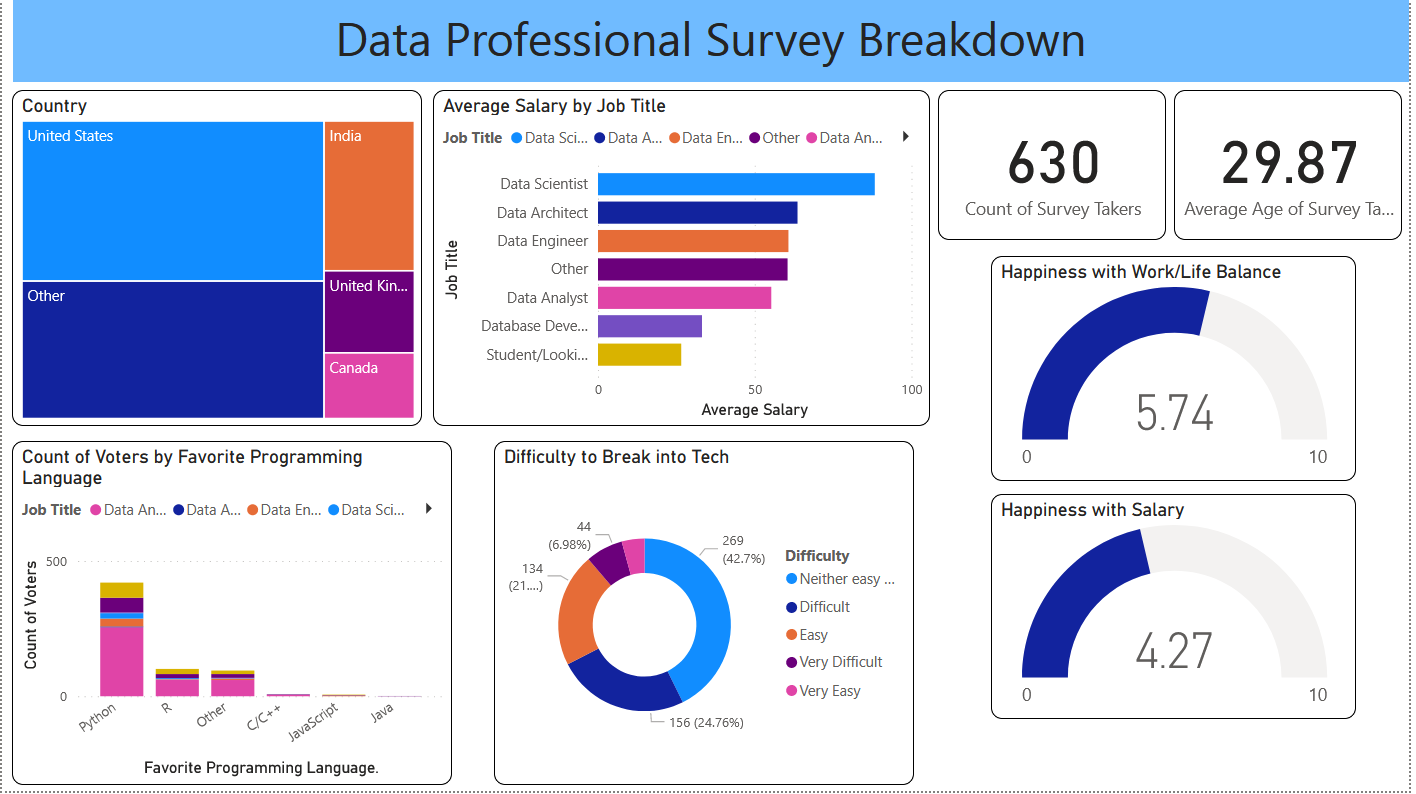 Data Professional Survey Breakdown
Country
United States
India
Other
United Kin...
Canada
Average Salary by Job Title
Job Title Data Sci... Data A... Data En... Other Data An...
Job Title
Data Scientist
Data Architect
Data Engineer
Other
Data Analyst
Database Deve...
Student/Looki...
0 50 100
Average Salary
630
Count of Survey Takers
29.87
Average Age of Survey Ta...
Happiness with Work/Life Balance
5.74
0 10
Happiness with Salary
4.27
0 10
Count of Voters by Favorite Programming
Language
Job Title Data An... Data A... Data En... Data Sci...
Count of Voters
500
0
Python R Other C/C++ JavaScript Java
Favorite Programming Language.
Difficulty to Break into Tech
44
(6.98%)
269
(42.7%)
134
(21....)
156 (24.76%)
Difficulty
Neither easy ...
Difficult
Easy
Very Difficult
Very Easy